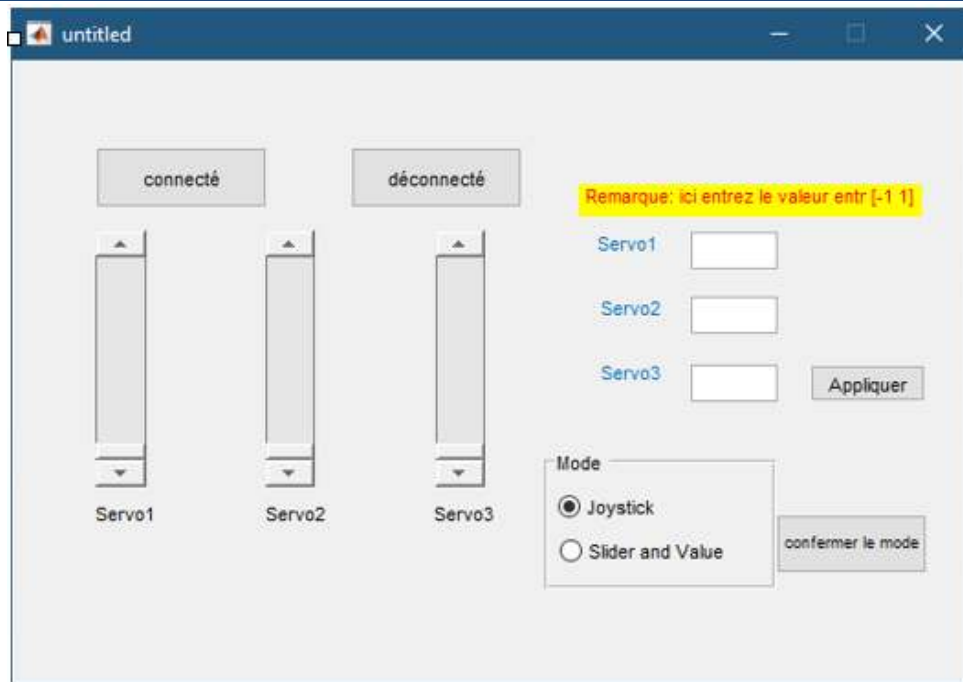 untitled
connecté
déconnecté
Remarque: ici entrez le valeur entr [-1 1]
Servo1
Servo2
Servo3
Appliquer
Servo1
Servo2
Servo3
Mode
Joystick
Slider and Value
confermer le mode